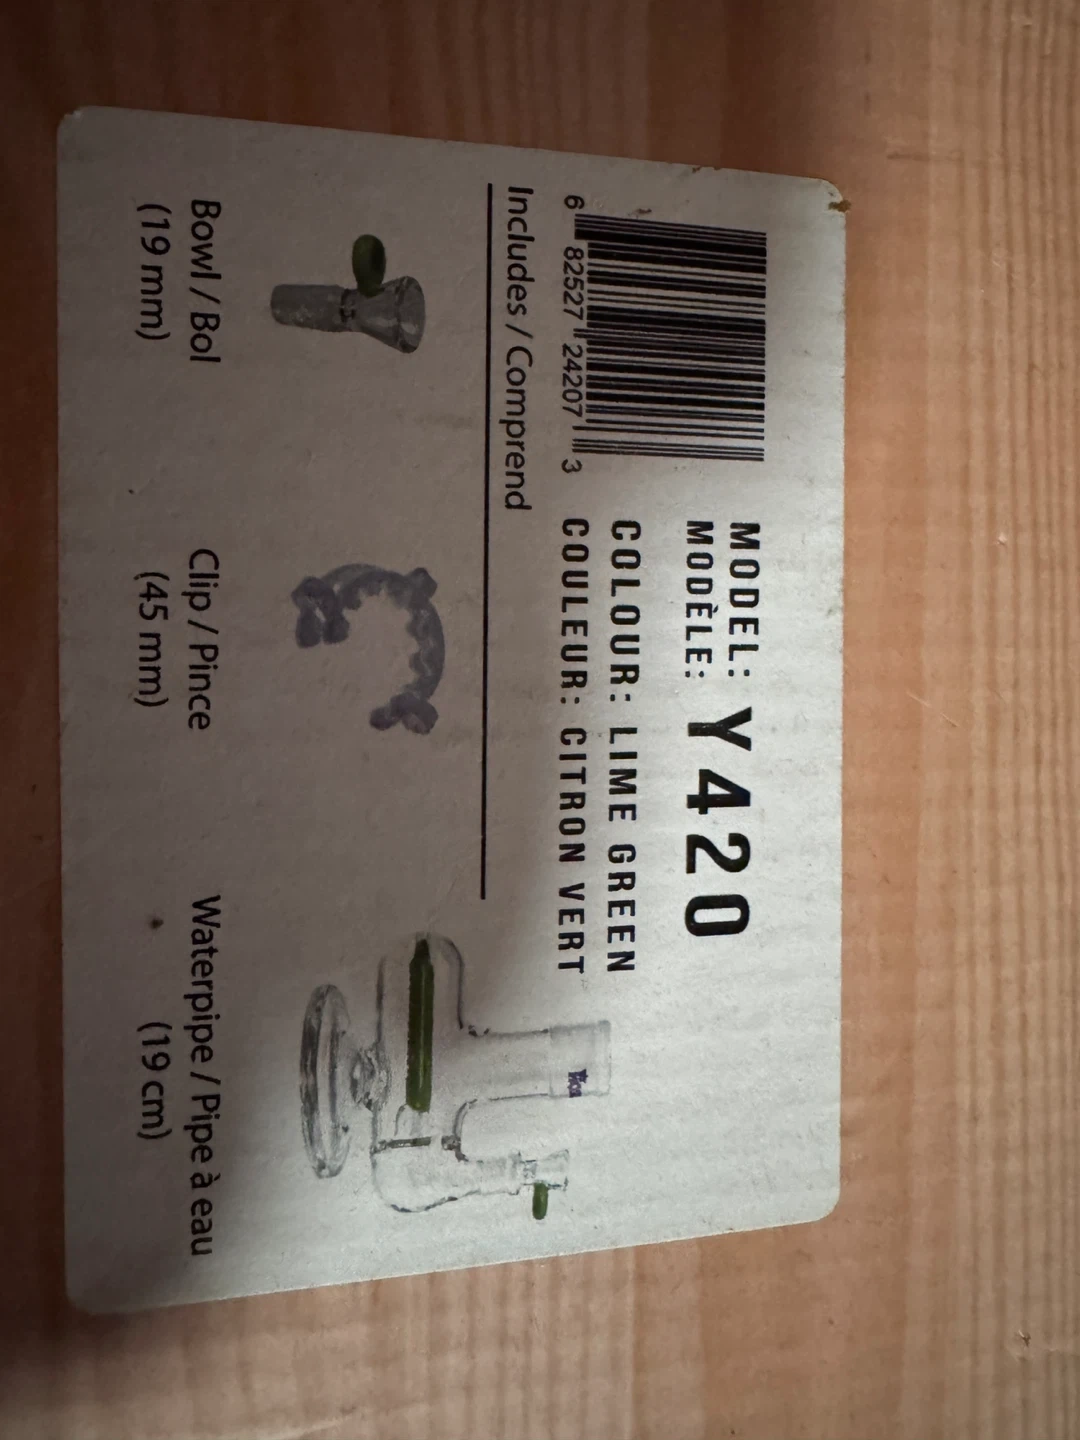 MODEL:
MODÈLE: Y420
COLOUR: LIME GREEN
COULEUR: CITRON VERT
6 82527 24207 3
Includes / Comprend
Bowl / Bol
(19 mm)
Clip / Pince
(45 mm)
Waterpipe / Pipe à eau
(19 cm)